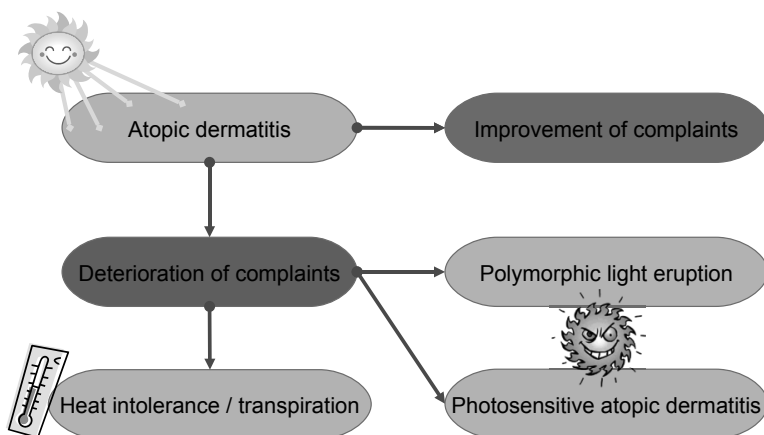 Atopic dermatitis
Improvement of complaints
Deterioration of complaints
Polymorphic light eruption
Heat intolerance / transpiration
Photosensitive atopic dermatitis